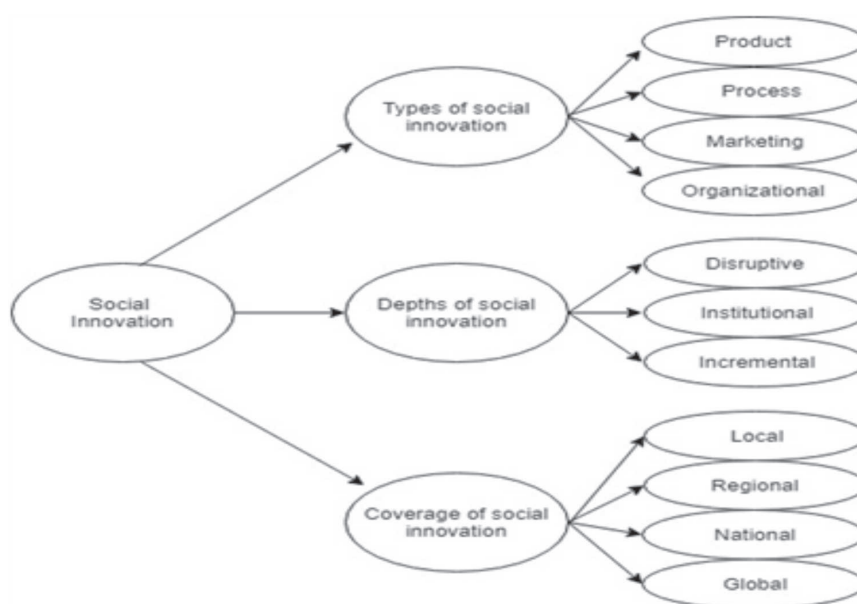 Social
Innovation
Types of social
innovation
Product
Process
Marketing
Organizational
Depths of social
innovation
Disruptive
Institutional
Incremental
Coverage of social
innovation
Local
Regional
National
Global